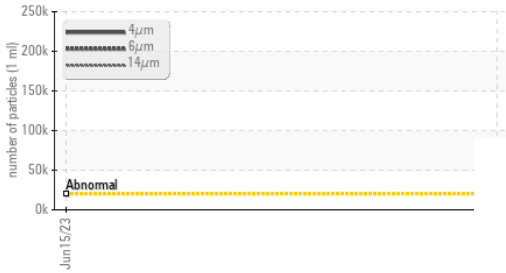 250k
200k
150k
100k
50k
0k
number of particles (1 ml)
4µm
6µm
14µm
Abnormal
Jun15/23